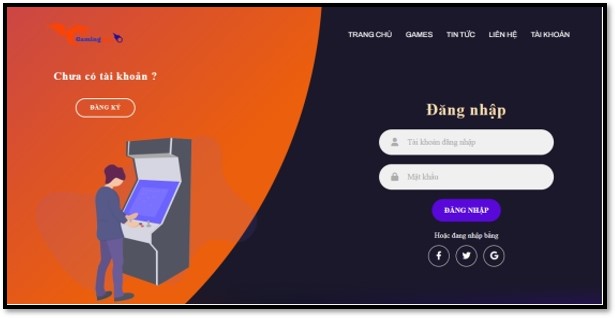 Gaming
TRANG CHỦ GAMES TIN TỨC LIÊN HỆ TÀI KHOẢN
Chưa có tài khoản ?
ĐĂNG KÝ
Đăng nhập
Tài khoản đăng nhập
Mật khẩu
ĐĂNG NHẬP
Hoặc đang nhập bằng